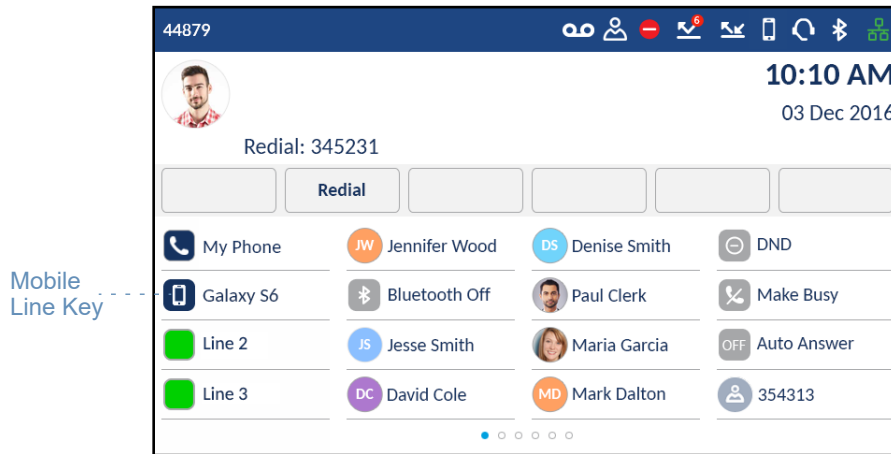 44879
6
10:10 AM
03 Dec 2016
Redial: 345231
Redial
My Phone
JW Jennifer Wood
DS Denise Smith
DND
Mobile
Line Key
Galaxy S6
Bluetooth Off
Paul Clerk
Make Busy
Line 2
JS Jesse Smith
Maria Garcia
OFF Auto Answer
Line 3
DC David Cole
MD Mark Dalton
354313